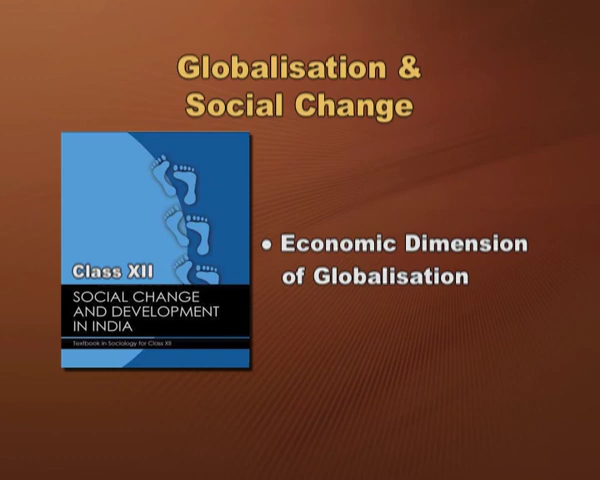 Globalisation &
Social Change
Class XII
SOCIAL CHANGE
AND DEVELOPMENT
IN INDIA
Textbook in Sociology for Class XII
• Economic Dimension
of Globalisation